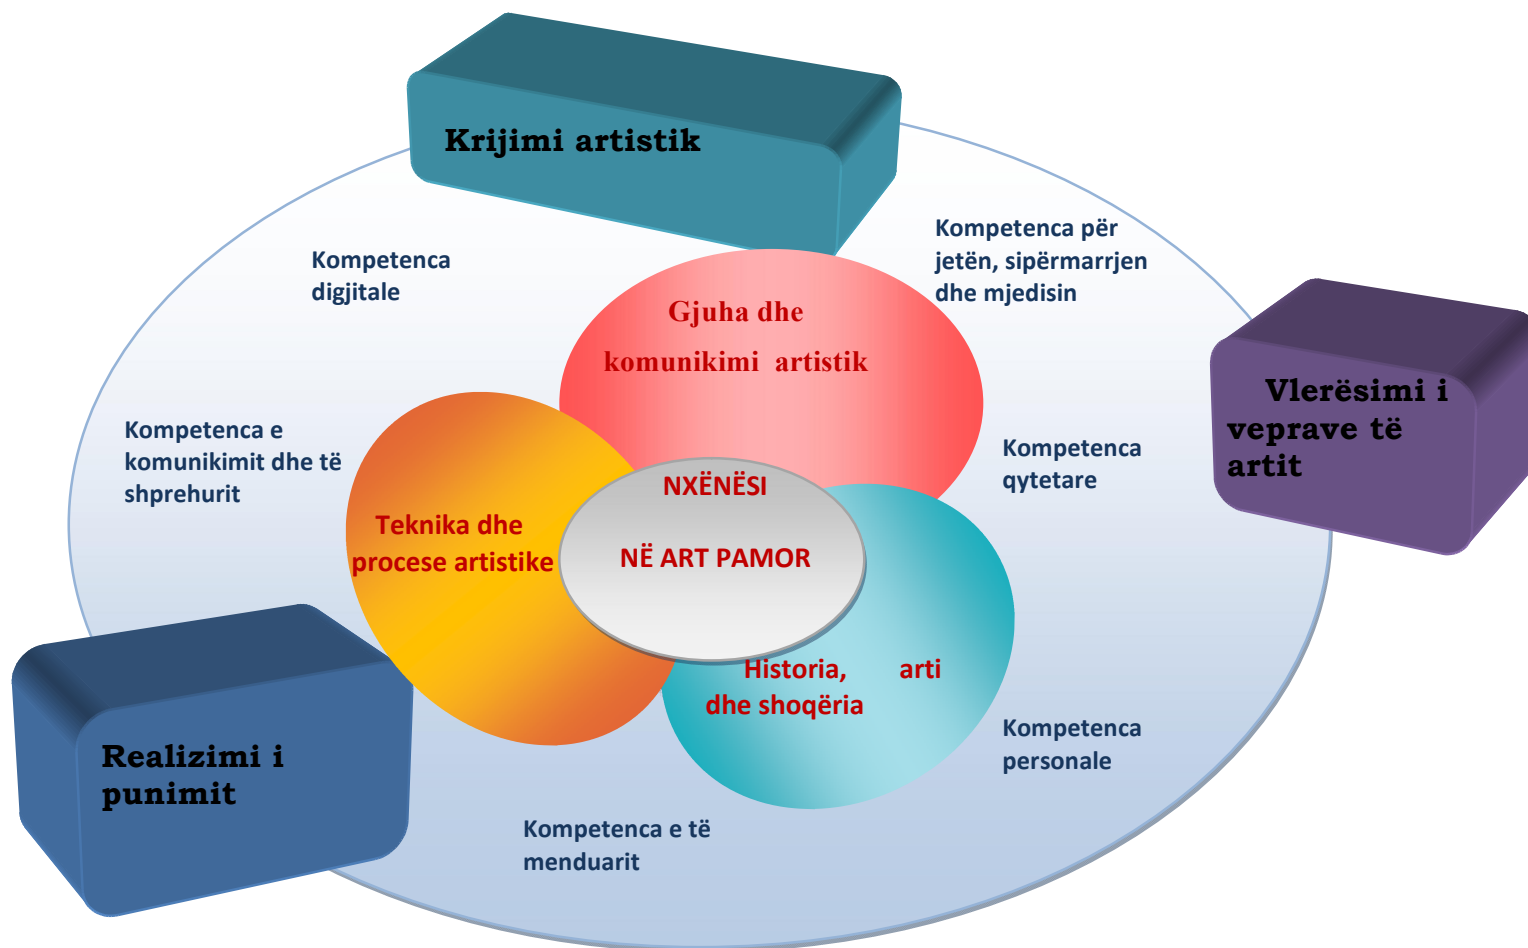 Krijimi artistik
Kompetenca për
jetën, sipërmarrjen
dhe mjedisin
Kompetenca
digjitale
Gjuha dhe
komunikimi artistik
Vlerësimi i
veprave të
artit
Kompetenca e
komunikimit dhe të
shprehurit
Kompetenca
qytetare
NXËNËSI
NË ART PAMOR
Teknika dhe
procese artistike
Historia, arti
dhe shoqëria
Realizimi i
punimit
Kompetenca
personale
Kompetenca e të
menduarit